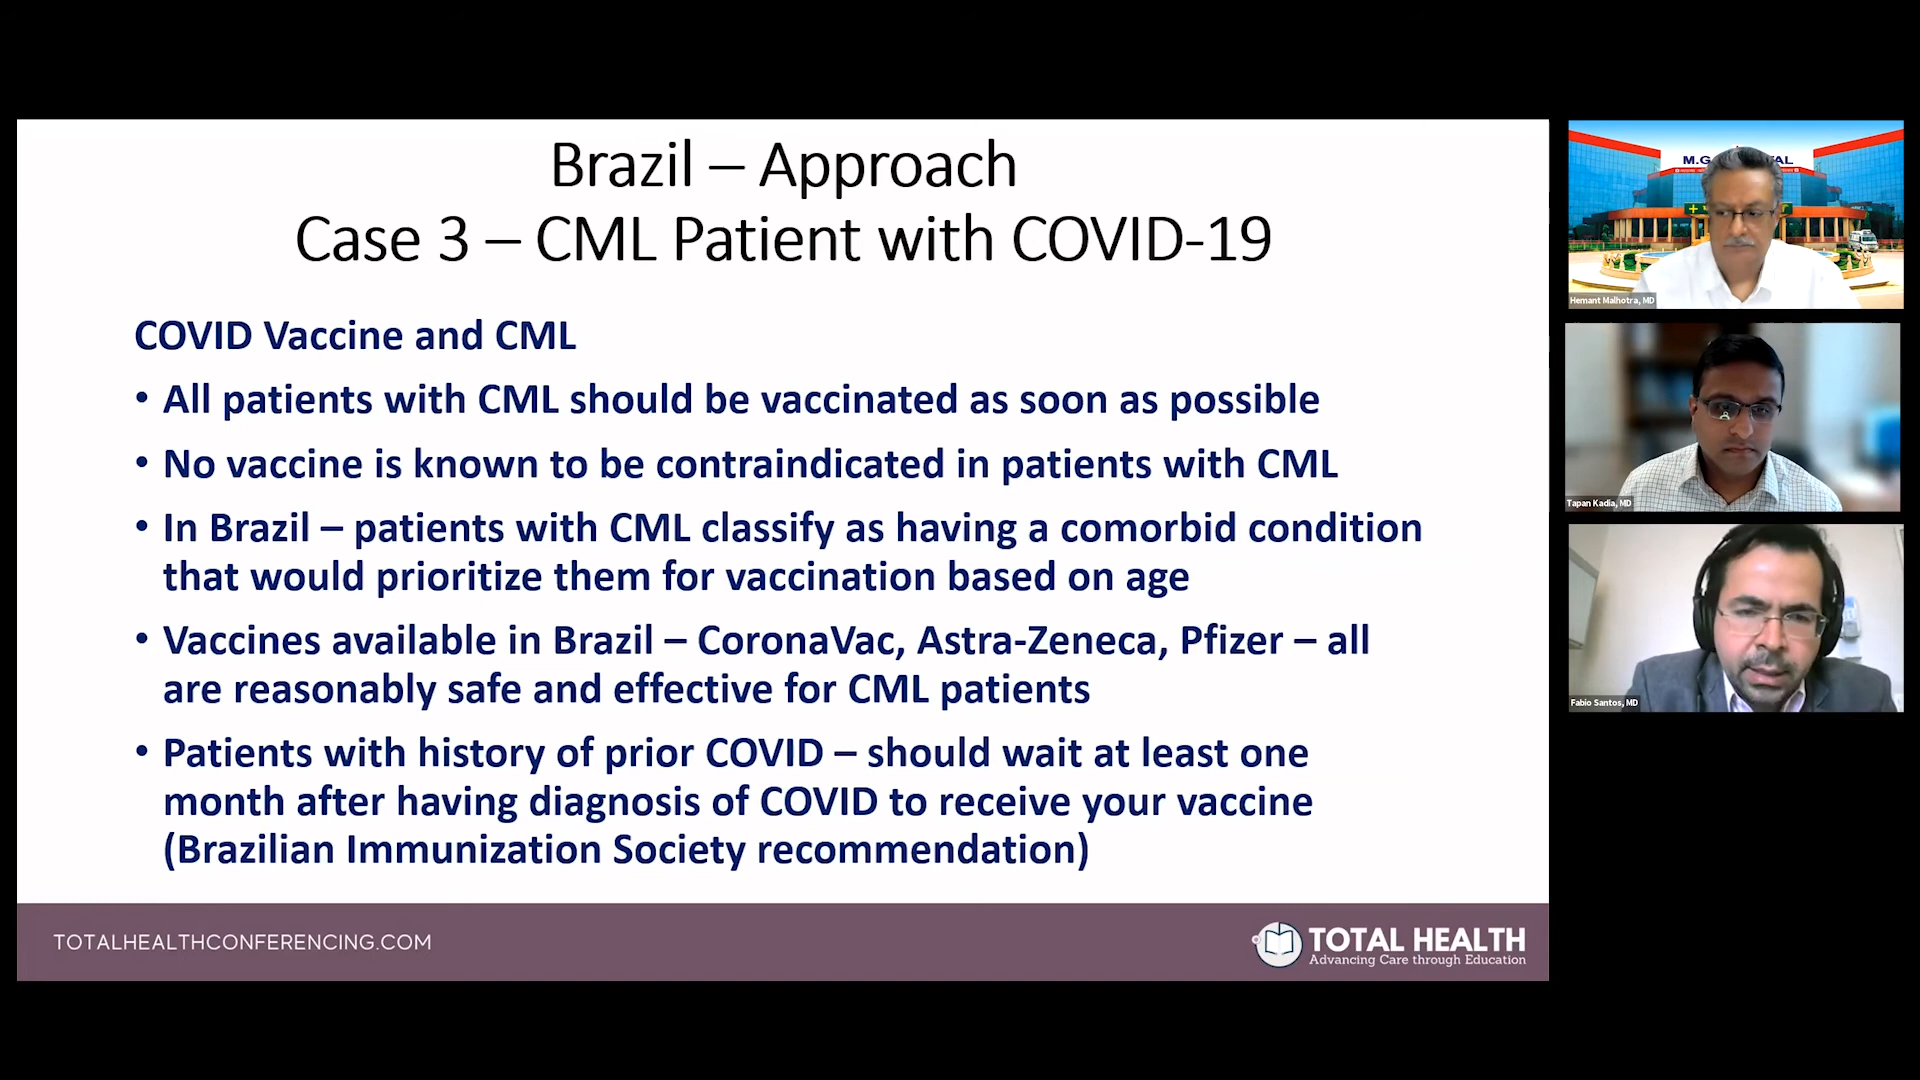 Brazil – Approach
Case 3 – CML Patient with COVID-19
COVID Vaccine and CML
• All patients with CML should be vaccinated as soon as possible
• No vaccine is known to be contraindicated in patients with CML
• In Brazil – patients with CML classify as having a comorbid condition
that would prioritize them for vaccination based on age
• Vaccines available in Brazil – CoronaVac, Astra-Zeneca, Pfizer – all
are reasonably safe and effective for CML patients
• Patients with history of prior COVID – should wait at least one
month after having diagnosis of COVID to receive your vaccine
(Brazilian Immunization Society recommendation)
TOTALHEALTHCONFERENCING.COM
TOTAL HEALTH
Advancing Care through Education
Hemant Malhotra, MD
Tapan Kadia, MD
Fabio Santos, MD